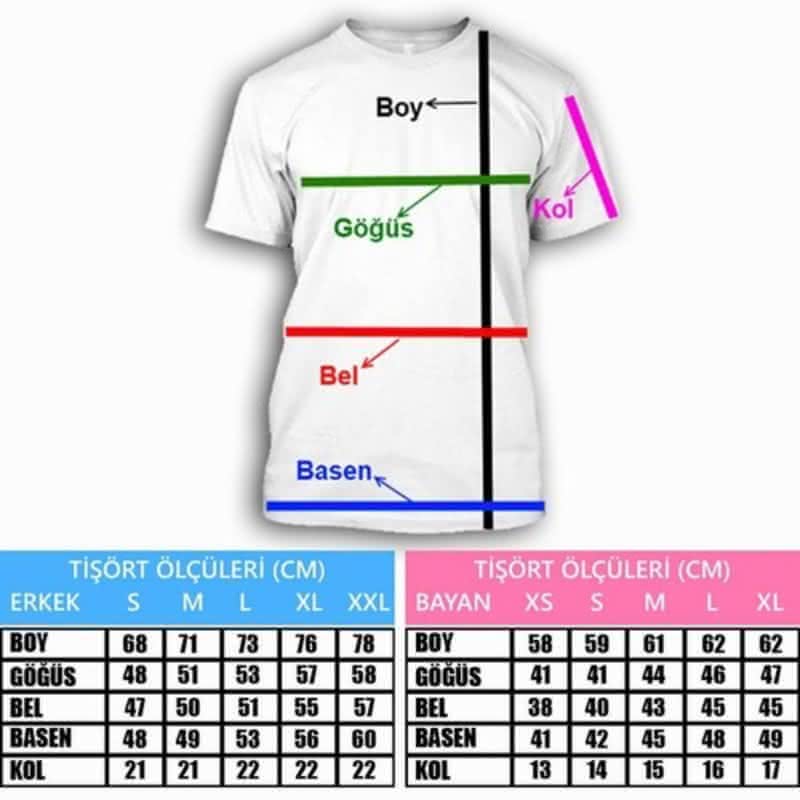 Boy
Göğüs
Kol
Bel
Basen
TİŞÖRT ÖLÇÜLERİ (CM)
ERKEK S M L XL XXL
BOY 68 71 73 76 78
GÖĞÜS 48 51 53 57 58
BEL 47 50 51 55 57
BASEN 48 49 53 56 60
KOL 21 21 22 22 22
TİŞÖRT ÖLÇÜLERİ (CM)
BAYAN XS S M L XL
BOY 58 59 61 62 62
GÖĞÜS 41 41 44 46 47
BEL 38 40 43 45 45
BASEN 41 42 45 48 49
KOL 13 14 15 16 17